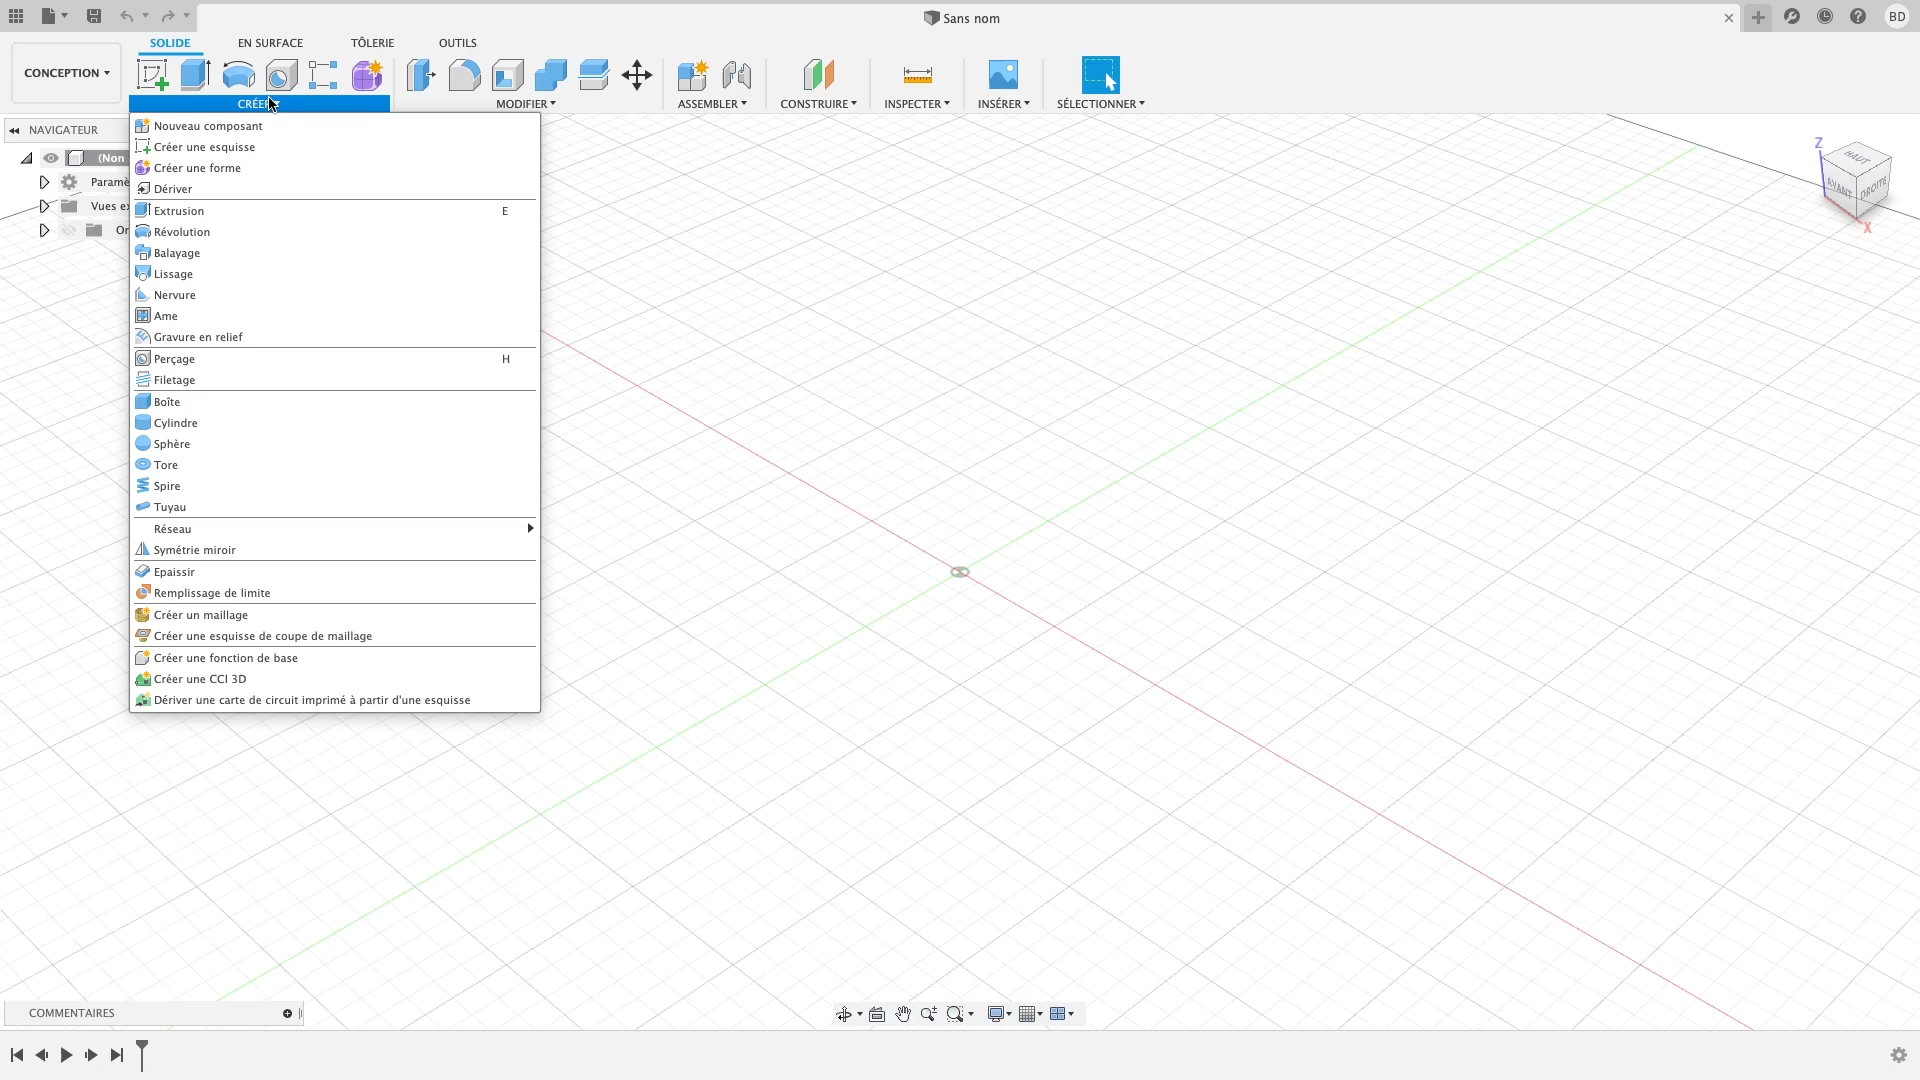 Sans nom
BD
SOLIDE
EN SURFACE
TÔLERIE
OUTILS
CONCEPTION
MODIFIER
ASSEMBLER
CONSTRUIRE
INSPECTER
INSÉRER
SÉLECTIONNER
NAVIGATEUR
(Non
Nouveau composant
Créer une esquisse
Créer une forme
Dériver
Extrusion E
Révolution
Balayage
Lissage
Nervure
Ame
Gravure en relief
Perçage H
Filetage
Boîte
Cylindre
Sphère
Tore
Spire
Tuyau
Réseau
Symétrie miroir
Epaissir
Remplissage de limite
Créer un maillage
Créer une esquisse de coupe de maillage
Créer une fonction de base
Créer une CCI 3D
Dériver une carte de circuit imprimé à partir d'une esquisse
Z
HAUT
AVANT
DROITE
X
COMMENTAIRES